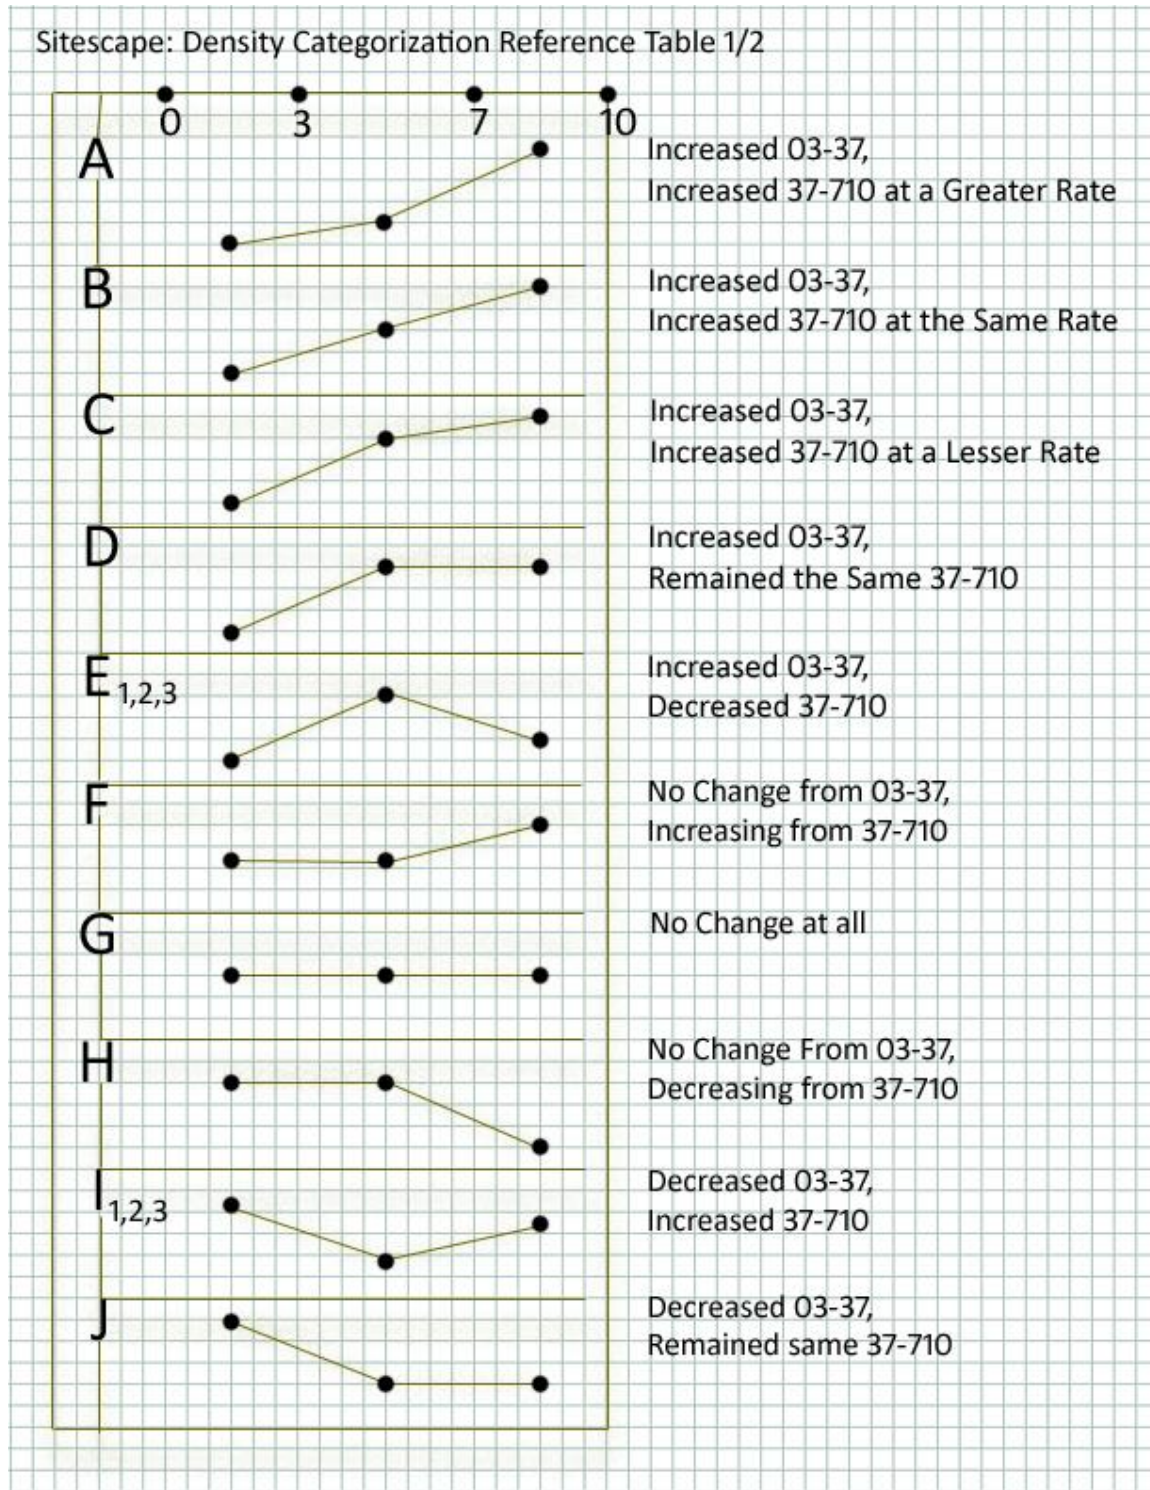 Sitescape: Density Categorization Reference Table 1/2
0 3 7 10
A
Increased 03-37,
Increased 37-710 at a Greater Rate
B
Increased 03-37,
Increased 37-710 at the Same Rate
C
Increased 03-37,
Increased 37-710 at a Lesser Rate
D
Increased 03-37,
Remained the Same 37-710
E 1,2,3
Increased 03-37,
Decreased 37-710
F
No Change from 03-37,
Increasing from 37-710
G
No Change at all
H
No Change From 03-37,
Decreasing from 37-710
I 1,2,3
Decreased 03-37,
Increased 37-710
J
Decreased 03-37,
Remained same 37-710